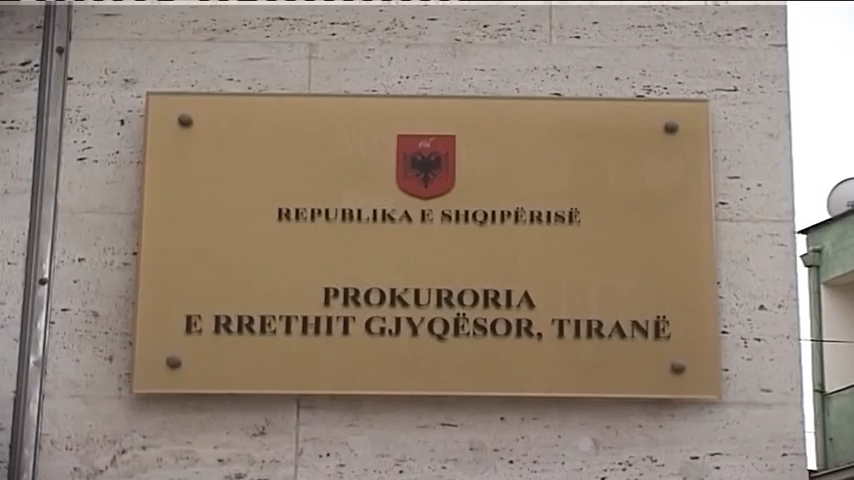 REPUBLIKA E SHQIPËRISË
PROKURORIA
E RRETHIT GJYQËSOR, TIRANË